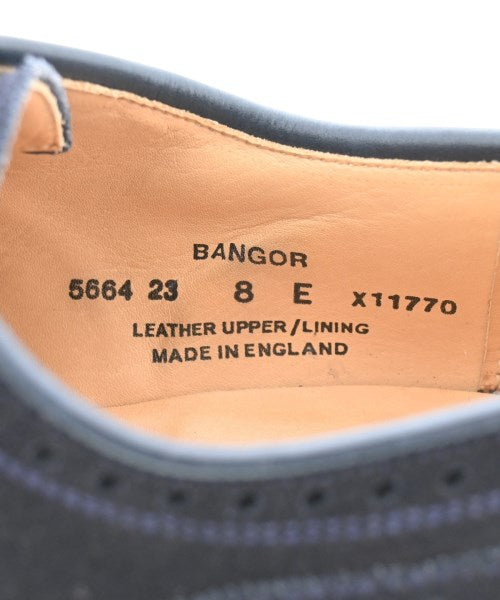 BANGOR
5664 23 8 E X11770
LEATHER UPPER/LINING
MADE IN ENGLAND